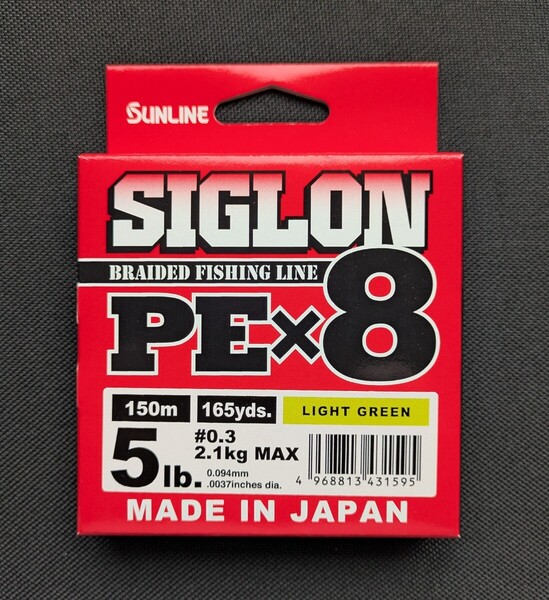 SUNLINE
SIGLON
BRAIDED FISHING LINE
PE×8
150m 165yds. LIGHT GREEN
5lb. #0.3
2.1kg MAX
0.094mm
.0037inches dia.
4 968813 431595
MADE IN JAPAN